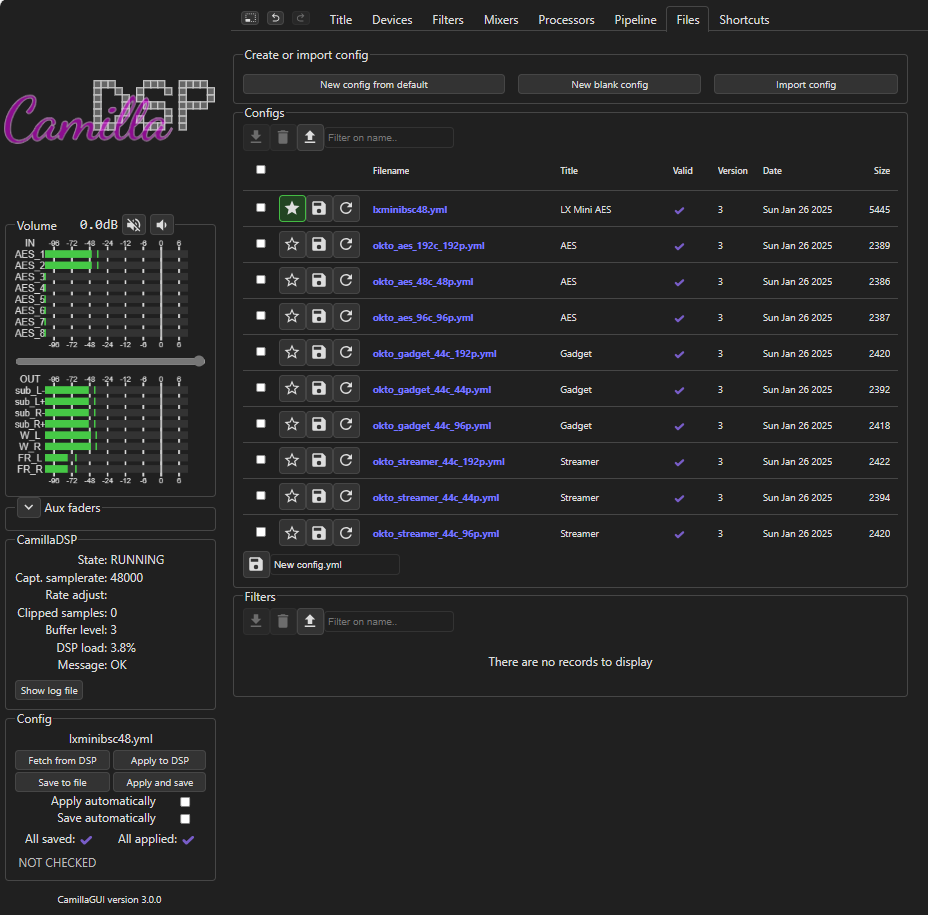 Title Devices Filters Mixers Processors Pipeline Files Shortcuts
Camilla DSP
Volume 0.0dB
IN -96 -72 -48 -24 -12 -6 0 6
AES_1
AES_2
AES_3
AES_4
AES_5
AES_6
AES_7
AES_8
-96 -72 -48 -24 -12 -6 0 6
OUT -96 -72 -48 -24 -12 -6 0 6
sub_L-
sub_L+
sub_R-
sub_R+
W_L
W_R
FR_L
FR_R
-96 -72 -48 -24 -12 -6 0 6
Aux faders
CamillaDSP
State: RUNNING
Capt. samplerate: 48000
Rate adjust:
Clipped samples: 0
Buffer level: 3
DSP load: 3.8%
Message: OK
Show log file
Config
lxminibsc48.yml
Fetch from DSP Apply to DSP
Save to file Apply and save
Apply automatically
Save automatically
All saved: All applied:
NOT CHECKED
CamillaGUI version 3.0.0
Create or import config
New config from default New blank config Import config
Configs
Filter on name..
Filename Title Valid Version Date Size
lxminibsc48.yml LX Mini AES 3 Sun Jan 26 2025 5445
okto_aes_192c_192p.yml AES 3 Sun Jan 26 2025 2389
okto_aes_48c_48p.yml AES 3 Sun Jan 26 2025 2386
okto_aes_96c_96p.yml AES 3 Sun Jan 26 2025 2387
okto_gadget_44c_192p.yml Gadget 3 Sun Jan 26 2025 2420
okto_gadget_44c_44p.yml Gadget 3 Sun Jan 26 2025 2392
okto_gadget_44c_96p.yml Gadget 3 Sun Jan 26 2025 2418
okto_streamer_44c_192p.yml Streamer 3 Sun Jan 26 2025 2422
okto_streamer_44c_44p.yml Streamer 3 Sun Jan 26 2025 2394
okto_streamer_44c_96p.yml Streamer 3 Sun Jan 26 2025 2420
New config.yml
Filters
Filter on name..
There are no records to display